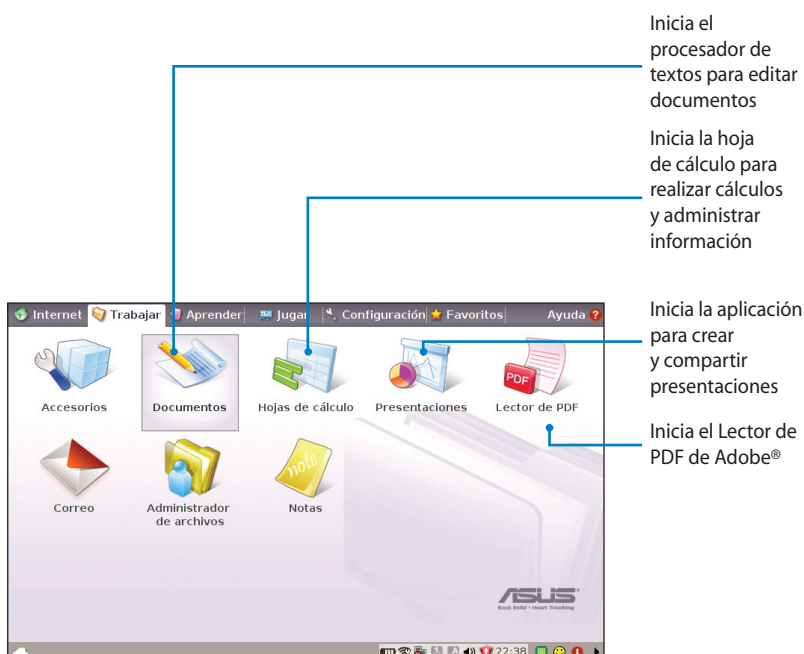 Inicia el
procesador de
textos para editar
documentos
Inicia la hoja
de cálculo para
realizar cálculos
y administrar
información
Inicia la aplicación
para crear
y compartir
presentaciones
Inicia el Lector de
PDF de Adobe®
Internet Trabajar Aprender Jugar Configuración Favoritos Ayuda ?
Accesorios Documentos Hojas de cálculo Presentaciones Lector de PDF
PDF
note
Correo Administrador de archivos Notas
ASUS
Rock Solid • Heart Touching
1 A 22:38